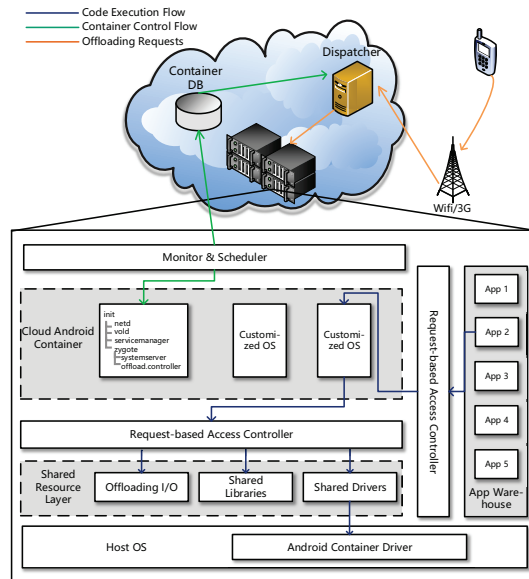 Code Execution Flow
Container Control Flow
Offloading Requests
Dispatcher
Container
DB
Wifi/3G
Monitor & Scheduler
Cloud Android
Container
init
netd
vold
servicemanager
zygote
systemserver
offload.controller
Customi-
zed OS
Customi-
zed OS
Request-based Access Controller
App 1
App 2
App 3
App 4
App 5
App Ware-
house
Request-based Access Controller
Shared
Resource
Layer
Offloading I/O
Shared
Libraries
Shared Drivers
Host OS
Android Container Driver